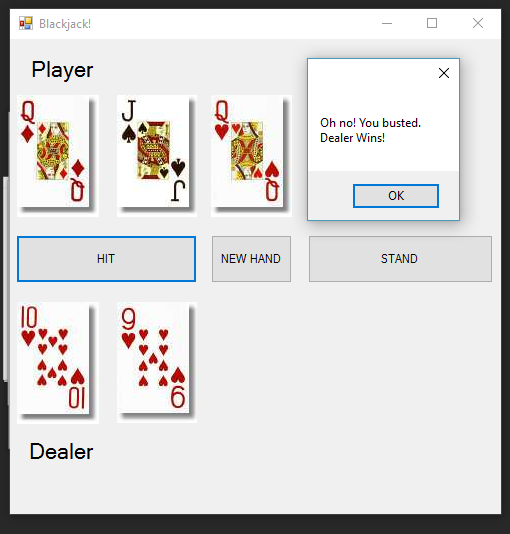 Blackjack!
Player
Oh no! You busted.
Dealer Wins!
OK
Q J Q
Q J Q
HIT NEW HAND STAND
10 9
10 9
Dealer